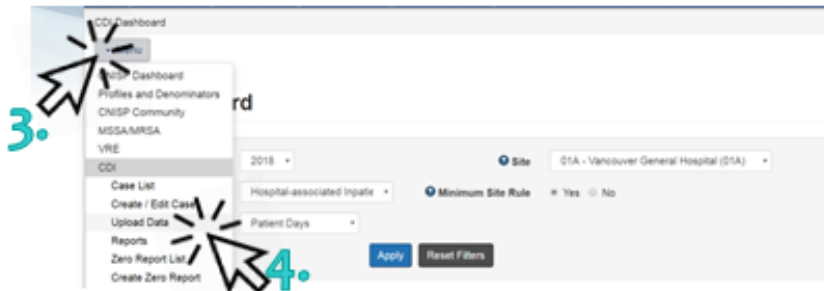 CDI Dashboard
3.
CNISP Dashboard
Profiles and Denominators
CNISP Community
MSSA/MRSA
VRE
CDI
Case List
Create / Edit Case
Upload Data
Reports
Zero Report List
Create Zero Report
rd
2018
Site
01A - Vancouver General Hospital (01A)
Hospital-associated Inpatie
Minimum Site Rule
Yes
No
Patient Days
4.
Apply
Reset Filters